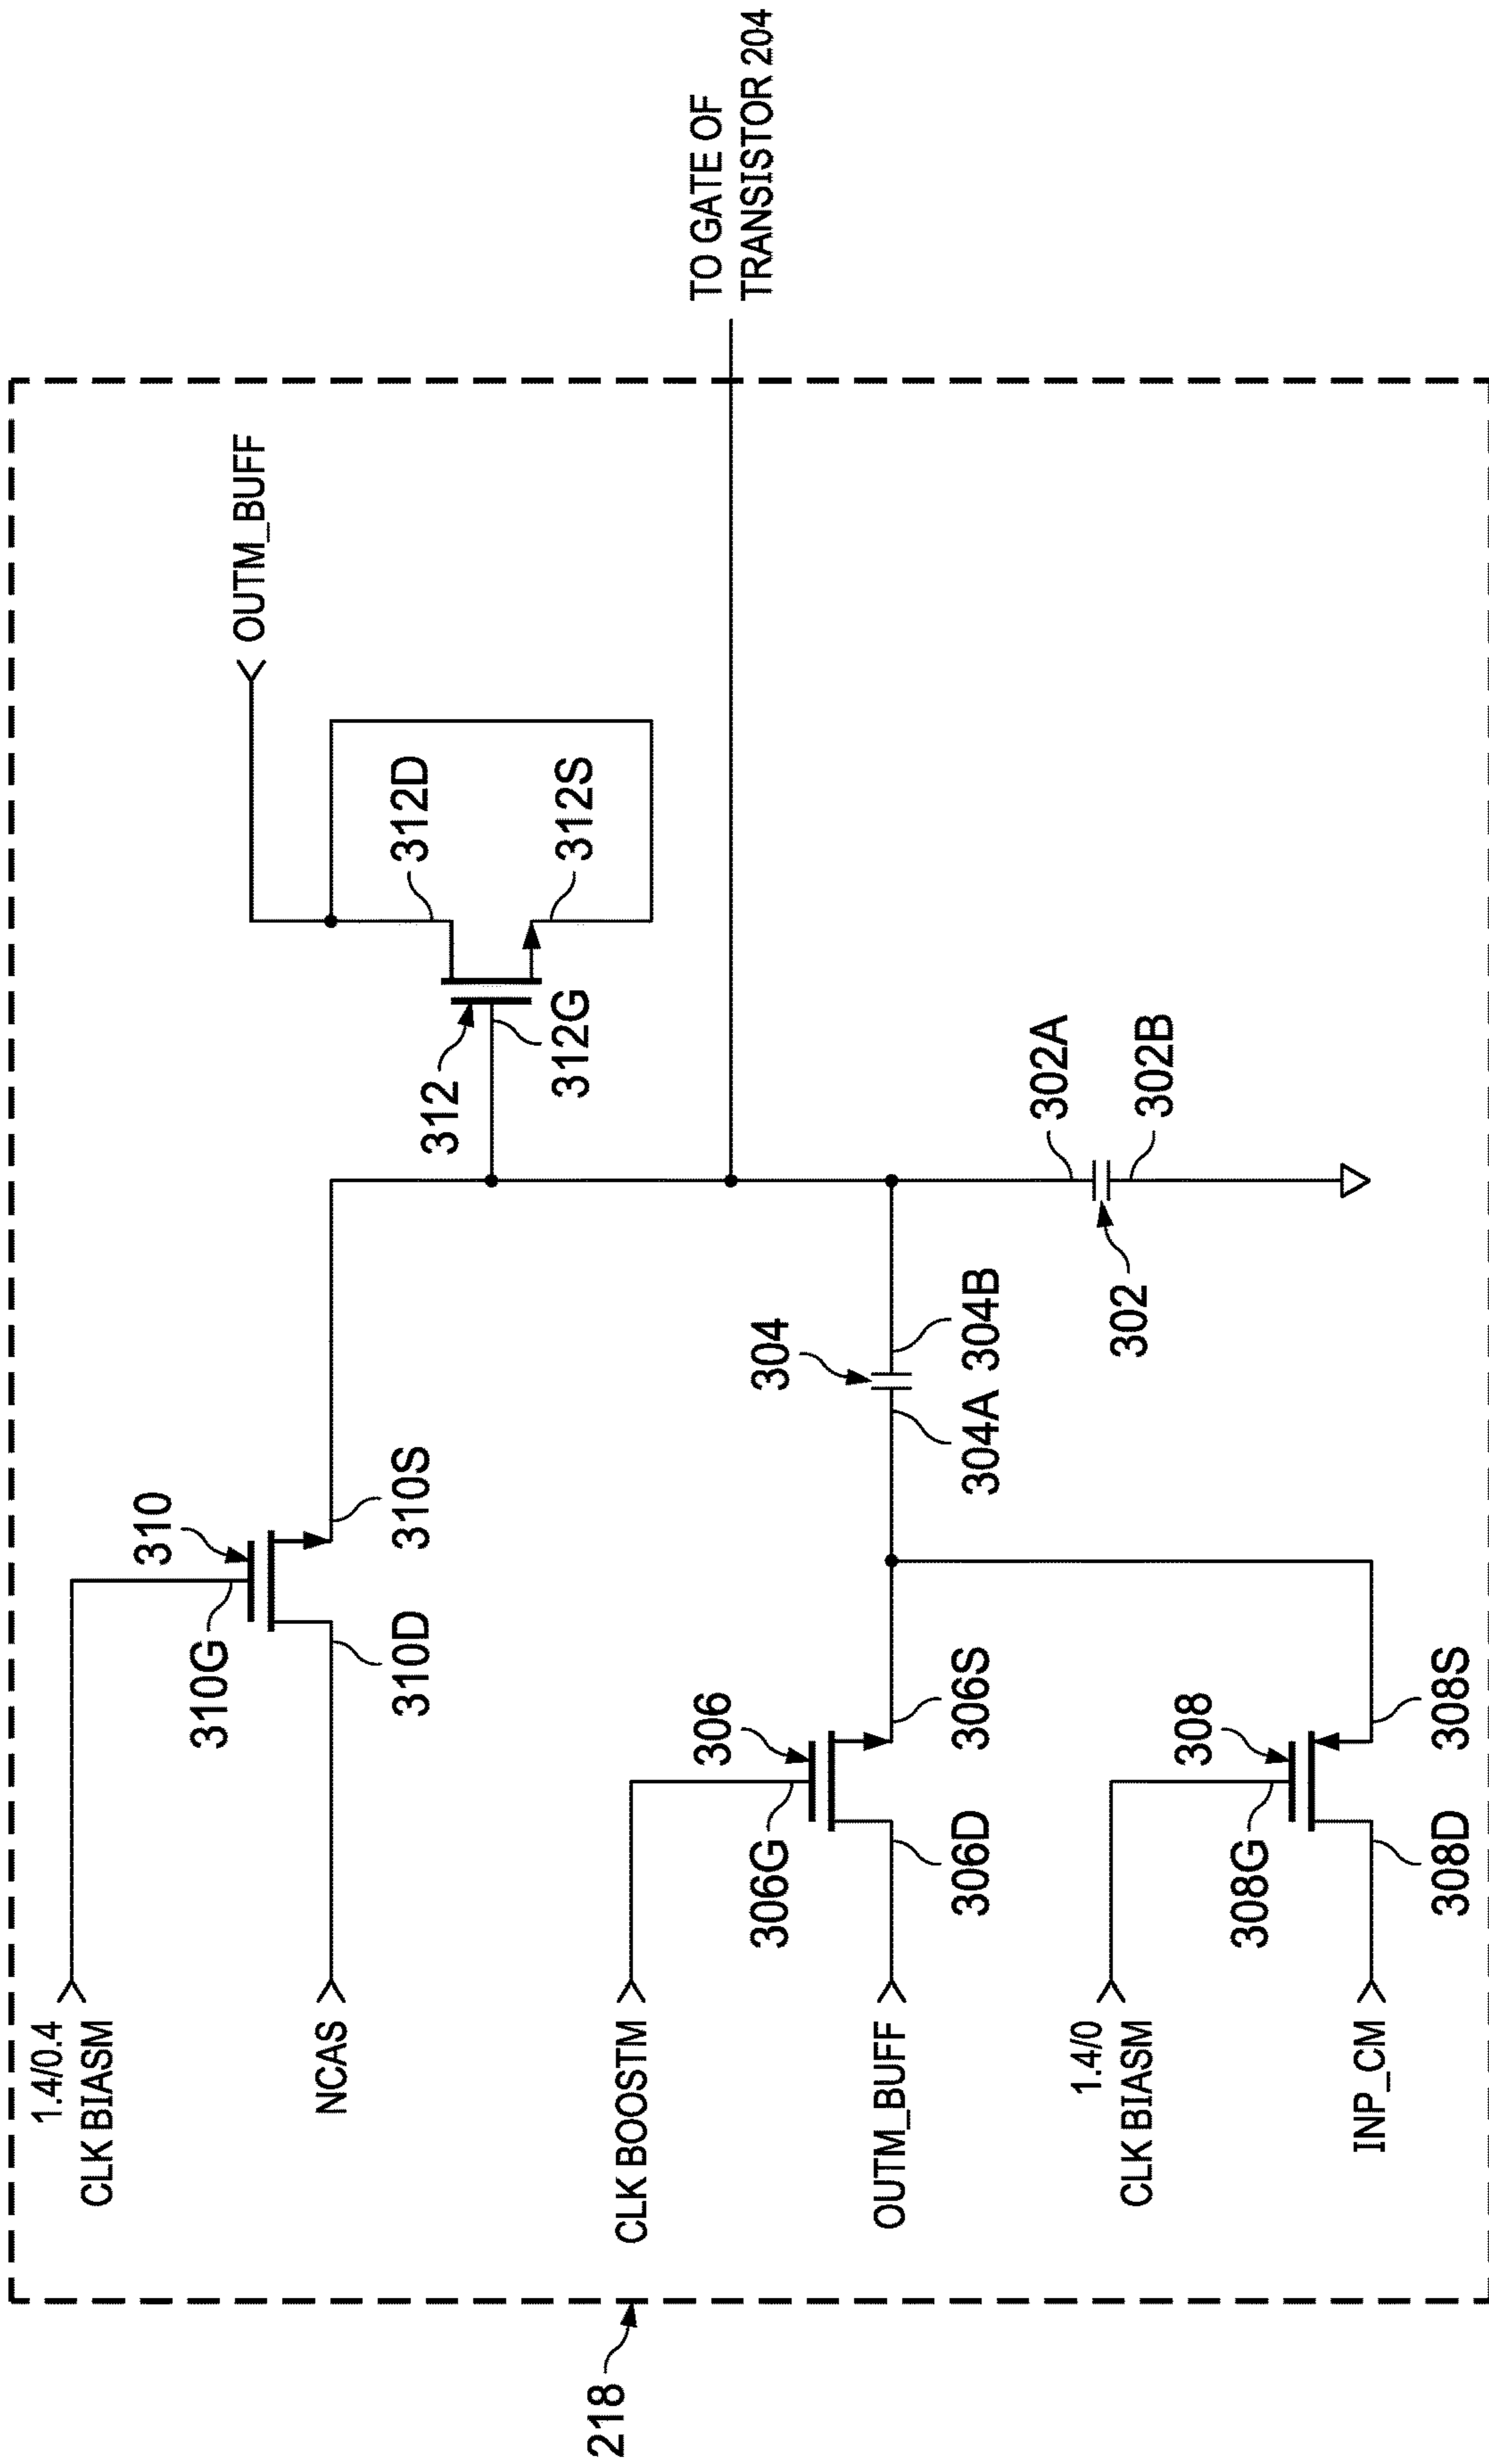 1.4/0.4
CLK BIASM
310
310G
310S
310D
NCAS
OUTM_BUFF
312D
312
312S
312G
TO GATE OF
TRANSISTOR 204
CLK BOOSTM
306
306G
306S
306D
OUTM_BUFF
304
304A
304B
302A
302
302B
1.4/0
CLK BIASM
308
308G
308S
308D
INP_CM
218